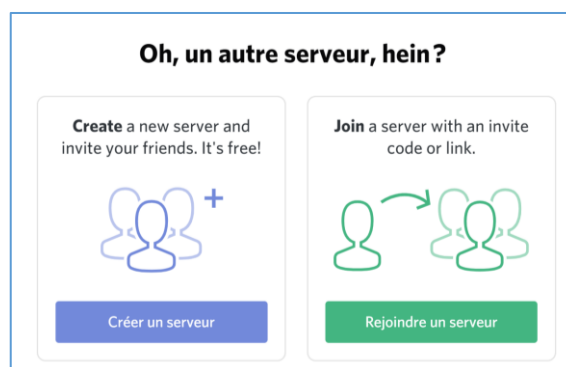 Oh, un autre serveur, hein ?
Create a new server and
invite your friends. It's free!
Créer un serveur
Join a server with an invite
code or link.
Rejoindre un serveur